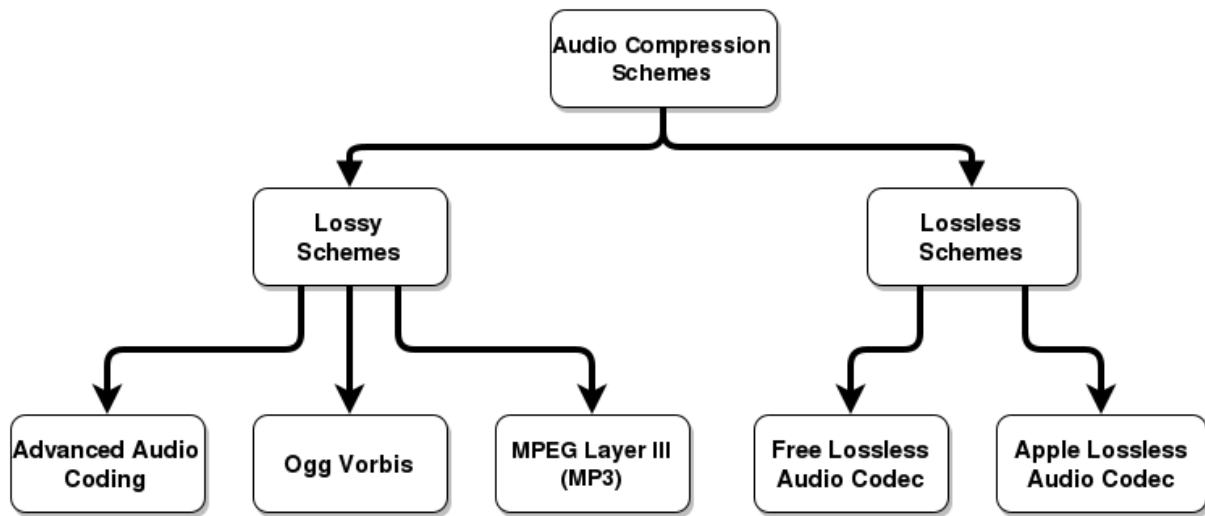 Audio Compression
Schemes
Lossy
Schemes
Lossless
Schemes
Advanced Audio
Coding
Ogg Vorbis
MPEG Layer III
(MP3)
Free Lossless
Audio Codec
Apple Lossless
Audio Codec